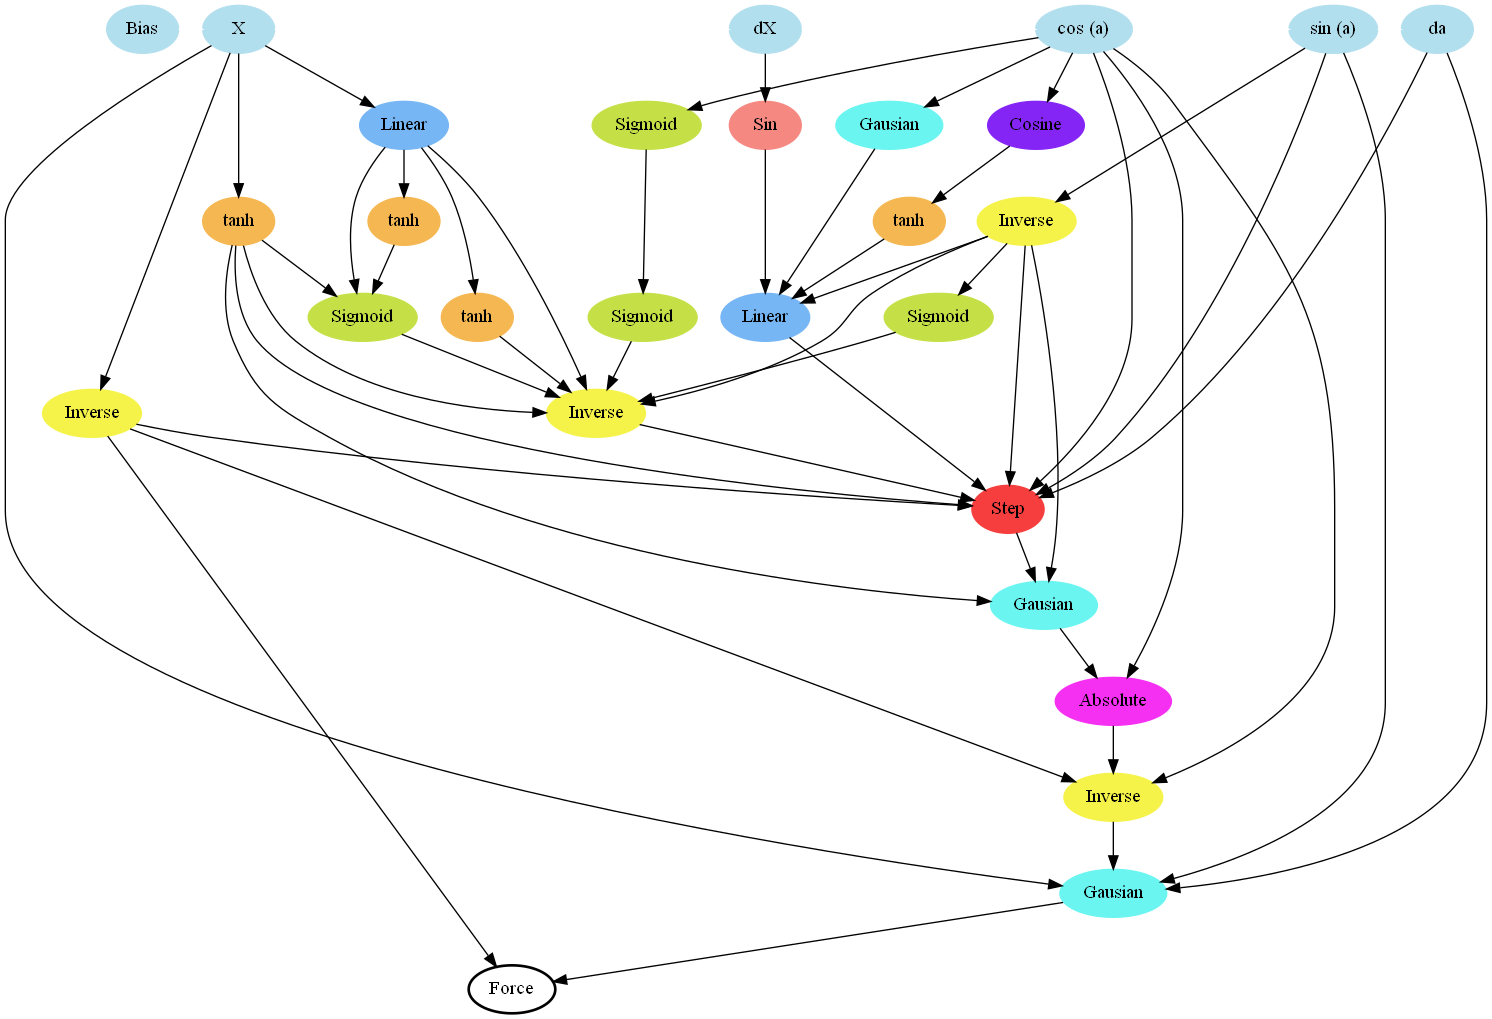 Bias X dX cos (a) sin (a) da
Linear Sigmoid Sin Gausian Cosine
tanh tanh tanh Inverse
Sigmoid tanh Sigmoid Linear Sigmoid
Inverse Inverse
Step
Gausian
Absolute
Inverse
Gausian
Force